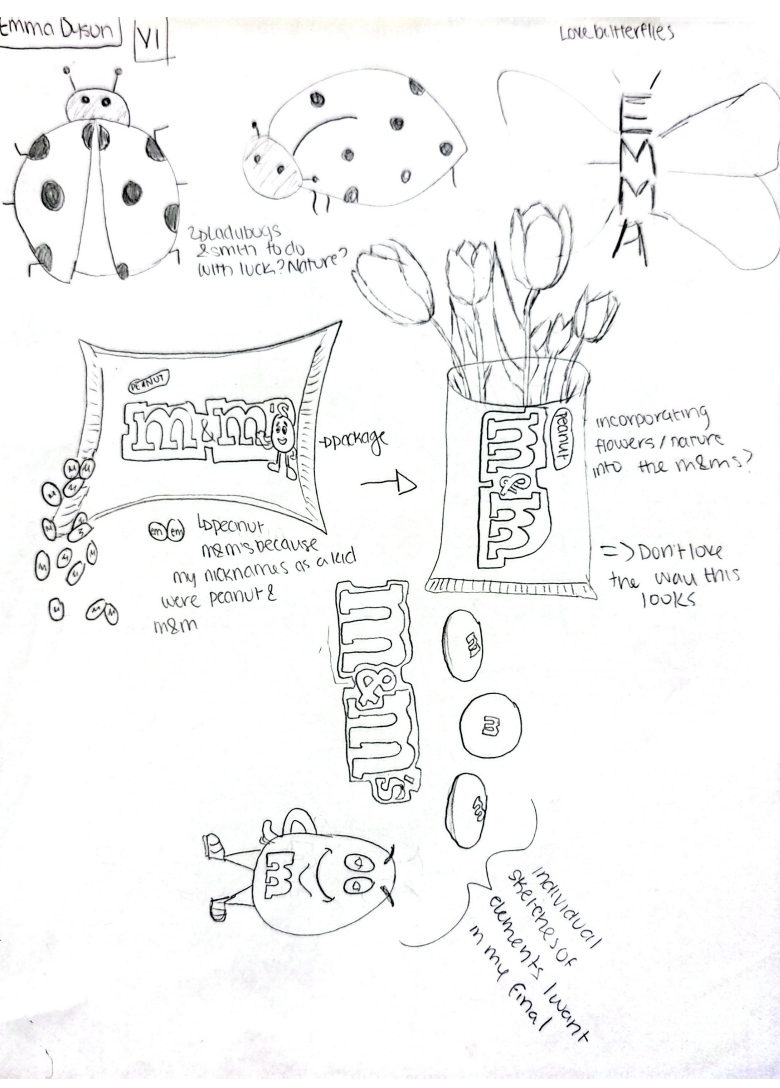 Emma Dyson
V1
Love butterflies
EMMA
ladybugs
& smth to do
with luck? Nature?
PEANUT
m&m's
package
M M
M M
M
em em
peanut
m&m's because
my nicknames as a kid
were peanut &
m&m
Peanut
m&m
incorporating
flowers/nature
into the m&ms?
=> Don't love
the way this
looks
m&m's
m
m
m
m
individual
sketches of
elements I want
in my final